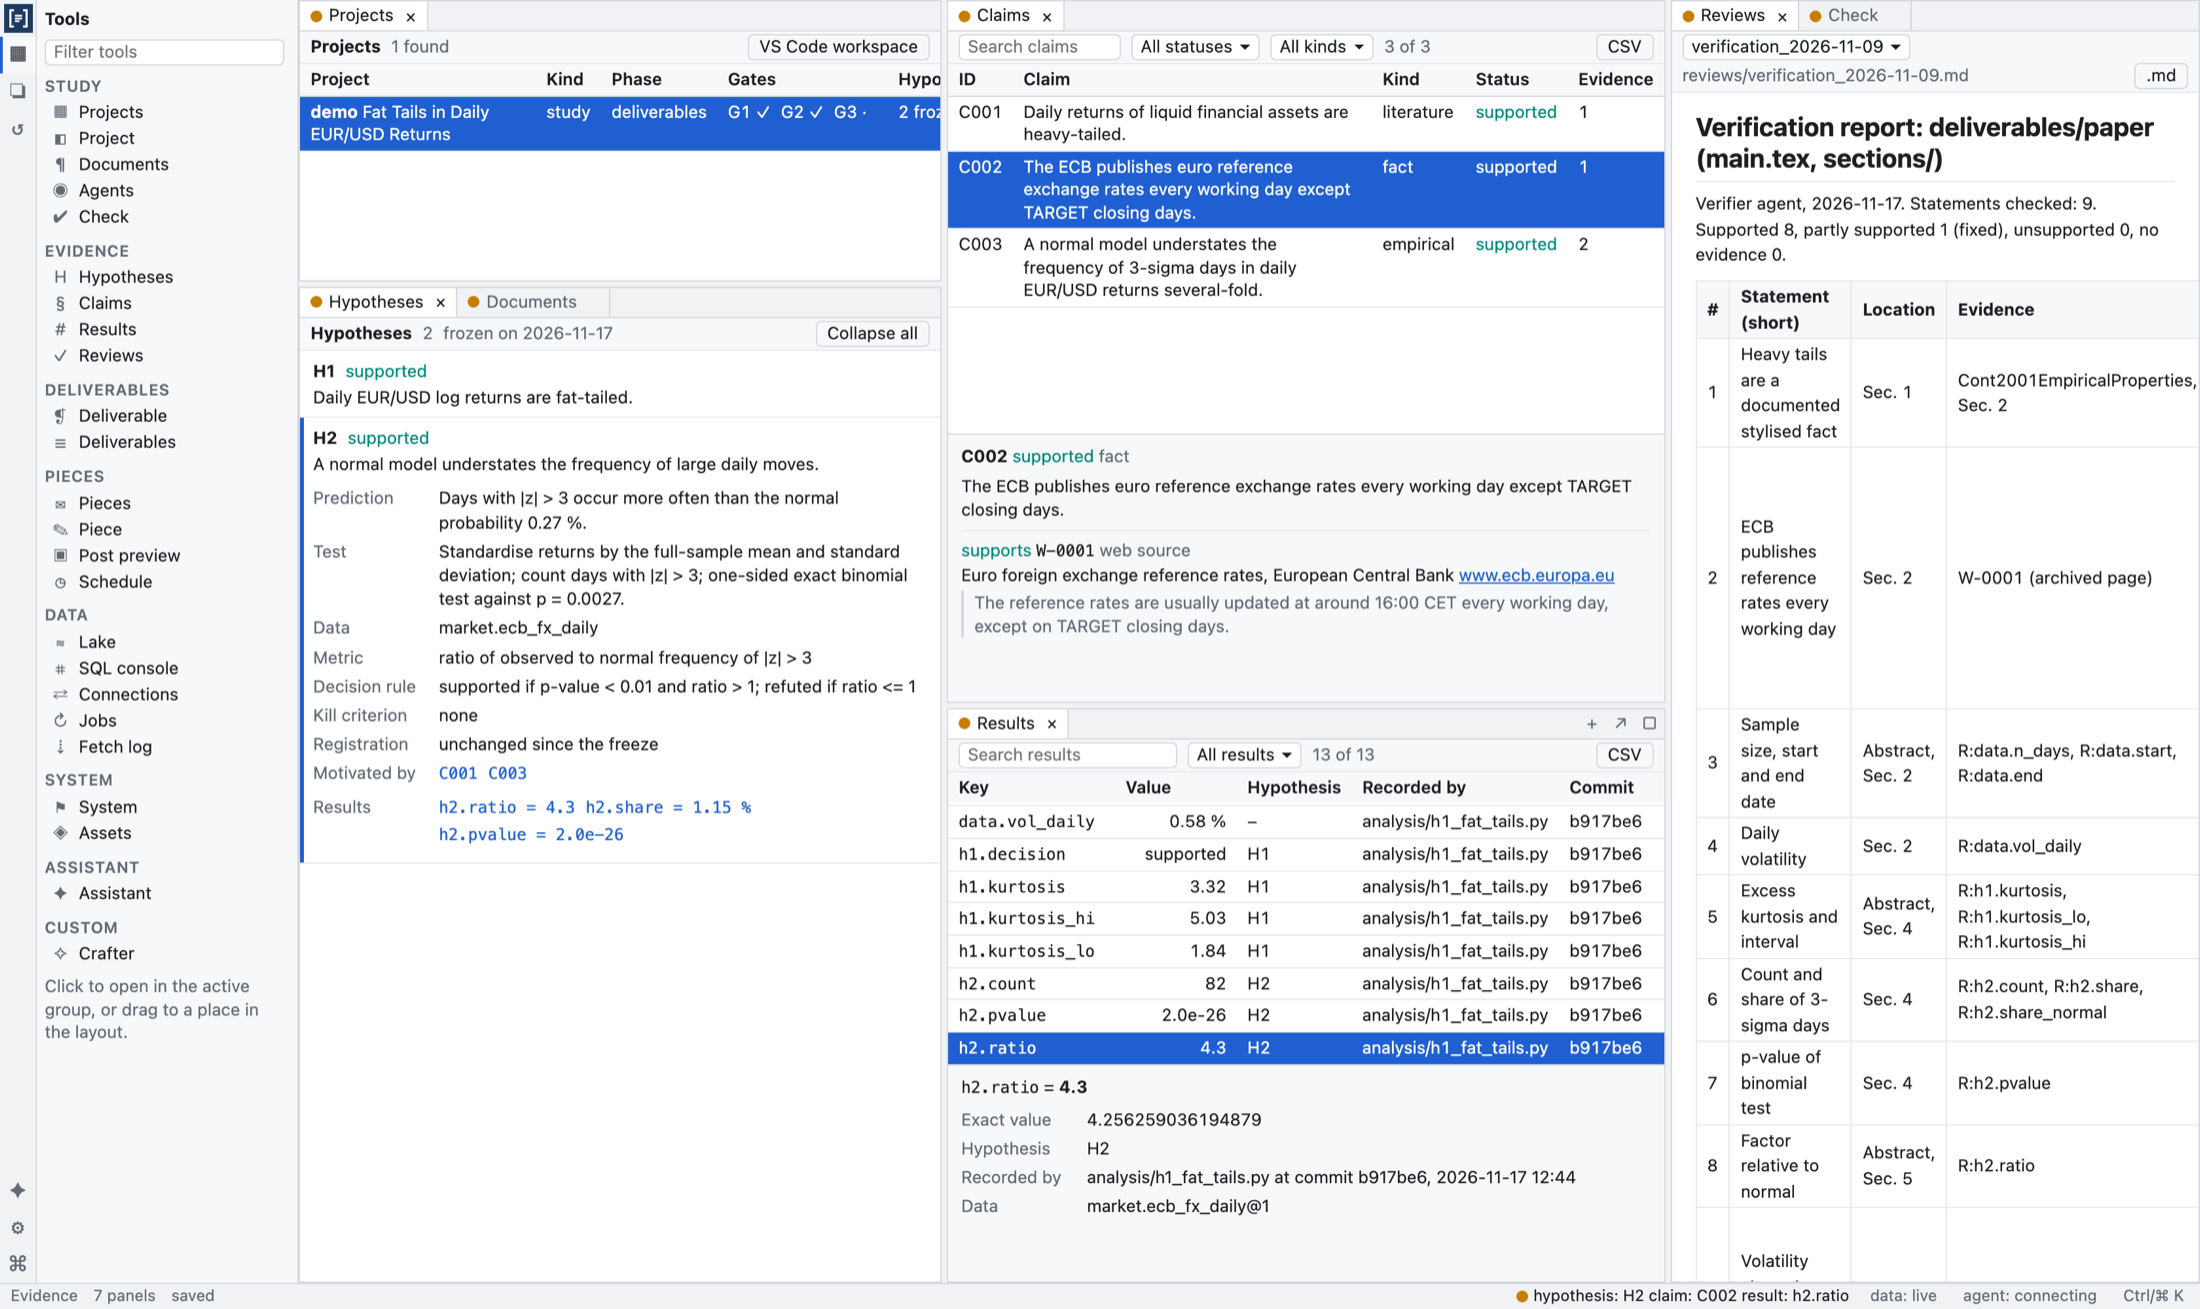 Tools
Filter tools
STUDY
Projects
Project
Documents
Agents
Check
EVIDENCE
Hypotheses
Claims
Results
Reviews
DELIVERABLES
Deliverable
Deliverables
PIECES
Pieces
Piece
Post preview
Schedule
DATA
Lake
SQL console
Connections
Jobs
Fetch log
SYSTEM
System
Assets
ASSISTANT
Assistant
CUSTOM
Crafter
Click to open in the active
group, or drag to a place in
the layout.
Projects ×
Projects 1 found VS Code workspace
Project Kind Phase Gates Hypo
demo Fat Tails in Daily study deliverables G1 ✓ G2 ✓ G3 · 2 froz
EUR/USD Returns
Hypotheses × Documents
Hypotheses 2 frozen on 2026-11-17 Collapse all
H1 supported
Daily EUR/USD log returns are fat-tailed.
H2 supported
A normal model understates the frequency of large daily moves.
Prediction Days with |z| > 3 occur more often than the normal
probability 0.27 %.
Test Standardise returns by the full-sample mean and standard
deviation; count days with |z| > 3; one-sided exact binomial
test against p = 0.0027.
Data market.ecb_fx_daily
Metric ratio of observed to normal frequency of |z| > 3
Decision rule supported if p-value < 0.01 and ratio > 1; refuted if ratio <= 1
Kill criterion none
Registration unchanged since the freeze
Motivated by C001 C003
Results h2.ratio = 4.3 h2.share = 1.15 %
h2.pvalue = 2.0e-26
Claims ×
Search claims All statuses All kinds 3 of 3 CSV
ID Claim Kind Status Evidence
C001 Daily returns of liquid financial assets are literature supported 1
heavy-tailed.
C002 The ECB publishes euro reference fact supported 1
exchange rates every working day except
TARGET closing days.
C003 A normal model understates the empirical supported 2
frequency of 3-sigma days in daily
EUR/USD returns several-fold.
C002 supported fact
The ECB publishes euro reference exchange rates every working day except TARGET
closing days.
supports W-0001 web source
Euro foreign exchange reference rates, European Central Bank www.ecb.europa.eu
The reference rates are usually updated at around 16:00 CET every working day,
except on TARGET closing days.
Results ×
Search results All results 13 of 13 CSV
Key Value Hypothesis Recorded by Commit
data.vol_daily 0.58 % – analysis/h1_fat_tails.py b917be6
h1.decision supported H1 analysis/h1_fat_tails.py b917be6
h1.kurtosis 3.32 H1 analysis/h1_fat_tails.py b917be6
h1.kurtosis_hi 5.03 H1 analysis/h1_fat_tails.py b917be6
h1.kurtosis_lo 1.84 H1 analysis/h1_fat_tails.py b917be6
h2.count 82 H2 analysis/h1_fat_tails.py b917be6
h2.pvalue 2.0e-26 H2 analysis/h1_fat_tails.py b917be6
h2.ratio 4.3 H2 analysis/h1_fat_tails.py b917be6
h2.ratio = 4.3
Exact value 4.256259036194879
Hypothesis H2
Recorded by analysis/h1_fat_tails.py at commit b917be6, 2026-11-17 12:44
Data market.ecb_fx_daily@1
Reviews × Check
verification_2026-11-09
reviews/verification_2026-11-09.md .md
Verification report: deliverables/paper
(main.tex, sections/)
Verifier agent, 2026-11-17. Statements checked: 9.
Supported 8, partly supported 1 (fixed), unsupported 0, no
evidence 0.
# Statement (short) Location Evidence
1 Heavy tails are a documented stylised fact Sec. 1 Cont2001EmpiricalProperties, Sec. 2
2 ECB publishes reference rates every working day Sec. 2 W-0001 (archived page)
3 Sample size, start and end date Abstract, Sec. 2 R:data.n_days, R:data.start, R:data.end
4 Daily volatility Sec. 2 R:data.vol_daily
5 Excess kurtosis and interval Abstract, Sec. 4 R:h1.kurtosis, R:h1.kurtosis_lo, R:h1.kurtosis_hi
6 Count and share of 3-sigma days Sec. 4 R:h2.count, R:h2.share, R:h2.share_normal
7 p-value of binomial test Sec. 4 R:h2.pvalue
8 Factor relative to normal Abstract, Sec. 5 R:h2.ratio
Volatility
Evidence 7 panels saved
hypothesis: H2 claim: C002 result: h2.ratio data: live agent: connecting Ctrl/⌘ K